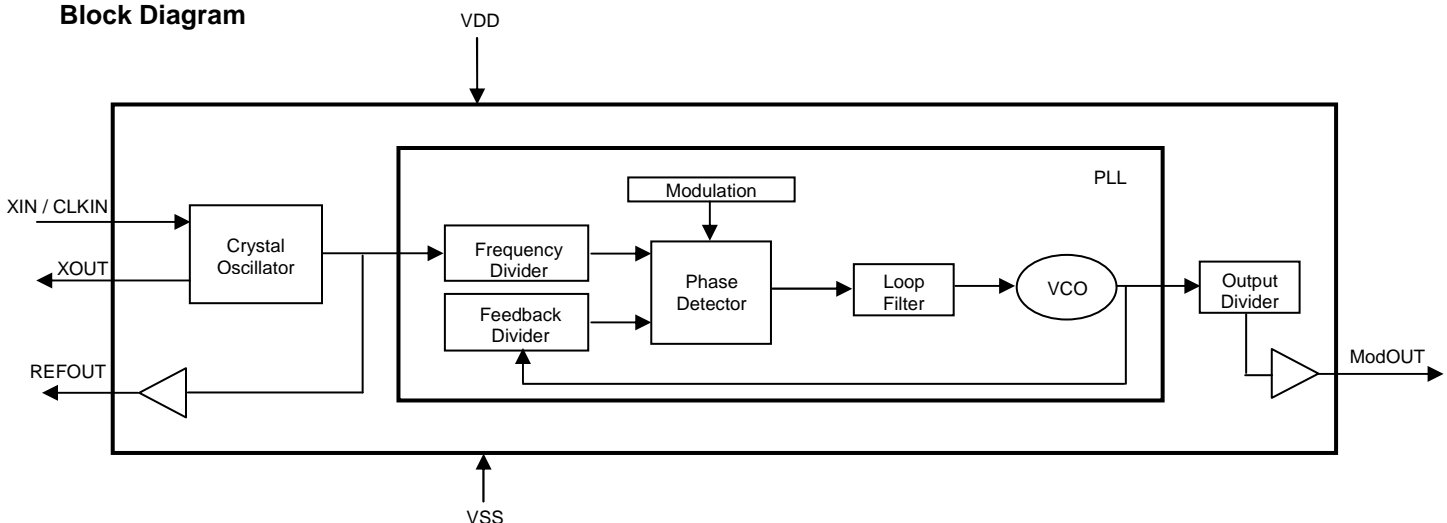 Block Diagram
VDD
PLL
Modulation
XIN / CLKIN
Crystal
Oscillator
XOUT
Frequency
Divider
Feedback
Divider
Phase
Detector
Loop
Filter
VCO
Output
Divider
REFOUT
ModOUT
VSS